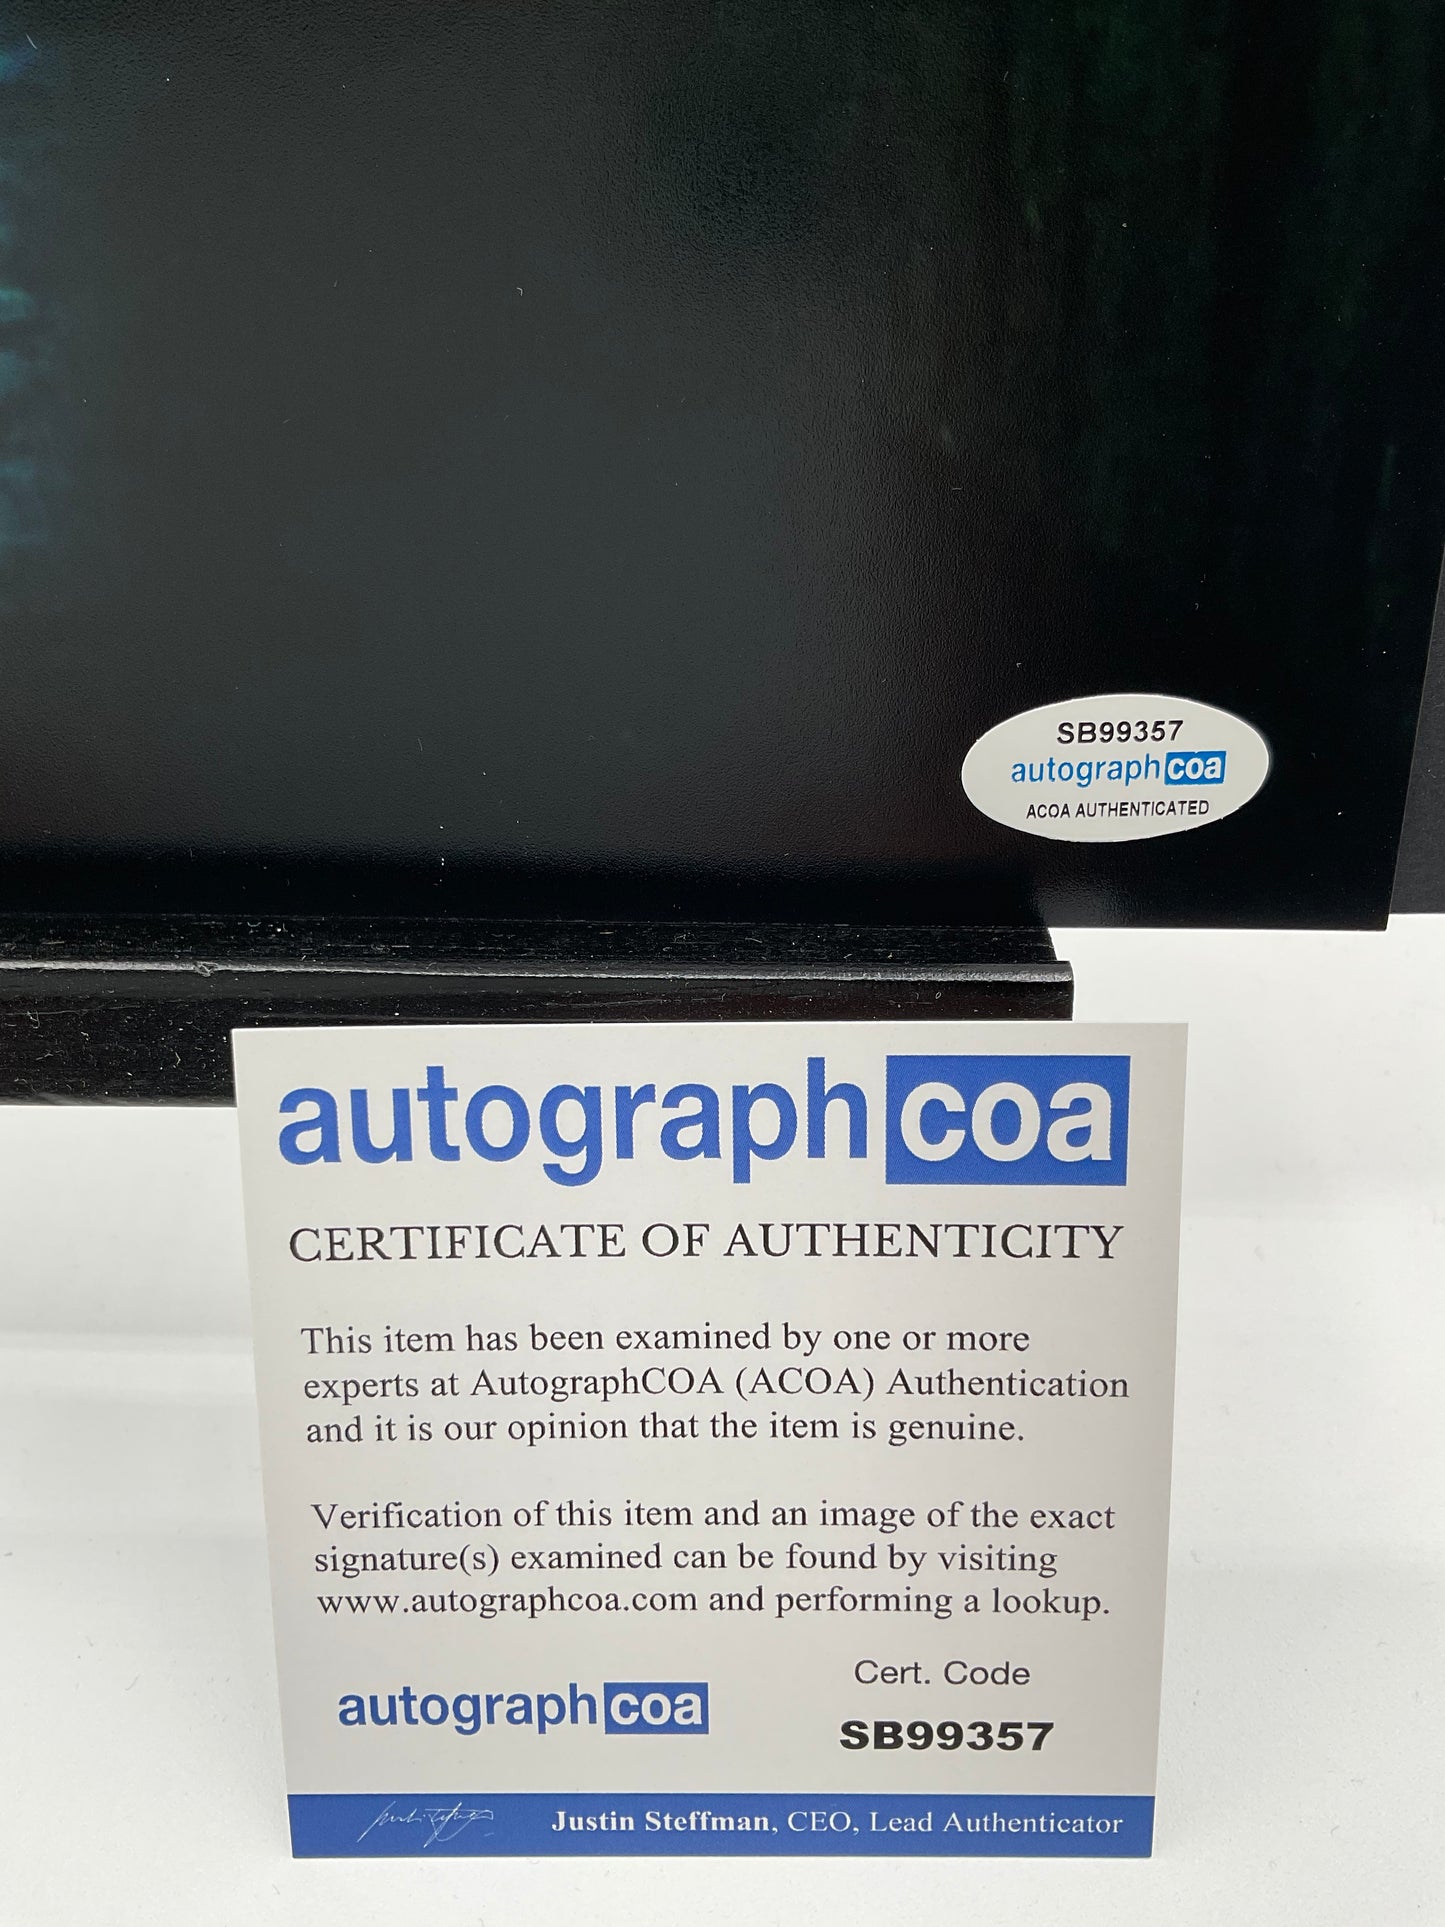 SB99357
autographcoa
ACOA AUTHENTICATED
autographcoa
CERTIFICATE OF AUTHENTICITY
This item has been examined by one or more
experts at AutographCOA (ACOA) Authentication
and it is our opinion that the item is genuine.
Verification of this item and an image of the exact
signature(s) examined can be found by visiting
www.autographcoa.com and performing a lookup.
Cert. Code
autographcoa
SB99357
Justin Steffman, CEO, Lead Authenticator